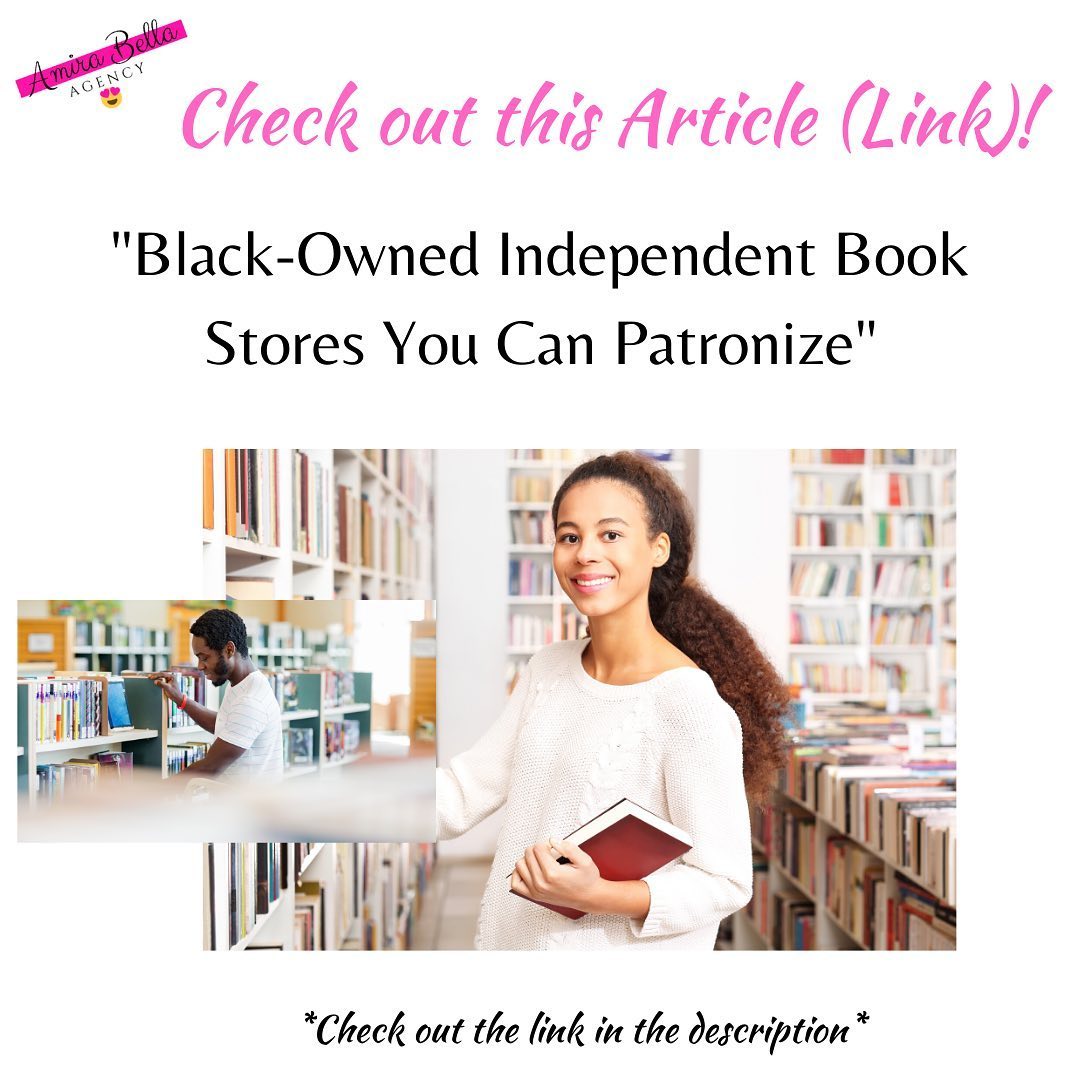 Amira Bella
AGENCY
Check out this Article (Link)!
"Black-Owned Independent Book
Stores You Can Patronize"
*Check out the link in the description*